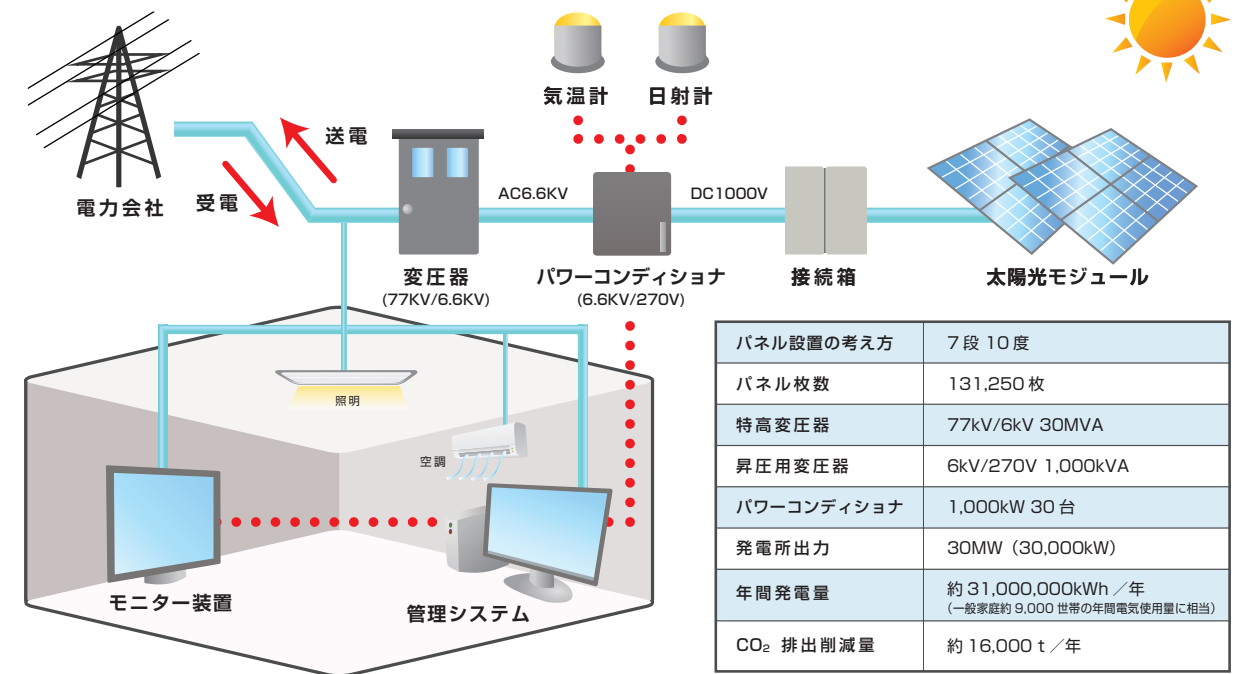 気温計
日射計
送電
受電
電力会社
AC6.6KV
DC1000V
変圧器
(77KV/6.6KV)
パワーコンディショナ
(6.6KV/270V)
接続箱
太陽光モジュール
照明
空調
モニター装置
管理システム
パネル設置の考え方 7段10度
パネル枚数 131,250枚
特高変圧器 77kV/6kV 30MVA
昇圧用変圧器 6kV/270V 1,000kVA
パワーコンディショナ 1,000kW 30台
発電所出力 30MW（30,000kW）
年間発電量 約31,000,000kWh／年
（一般家庭約9,000世帯の年間電気使用量に相当）
CO₂ 排出削減量 約16,000t／年